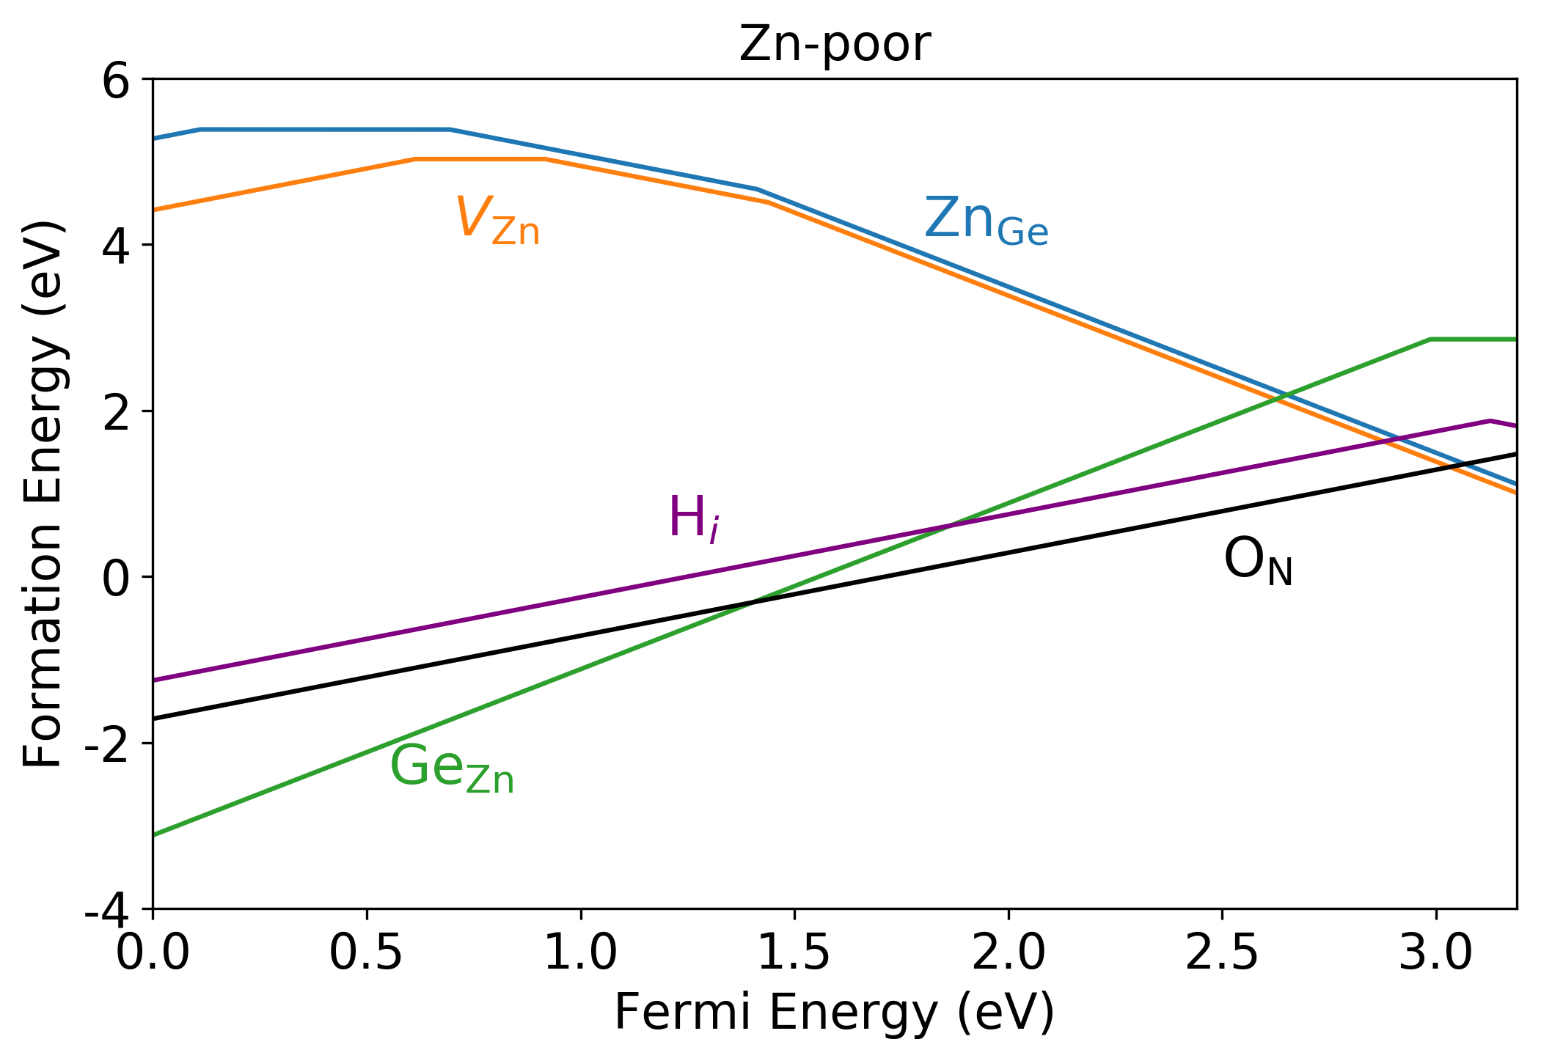 Zn-poor
Formation Energy (eV)
6
4
2
0
-2
-4
V_Zn
Zn_Ge
H_i
O_N
Ge_Zn
0.0 0.5 1.0 1.5 2.0 2.5 3.0
Fermi Energy (eV)